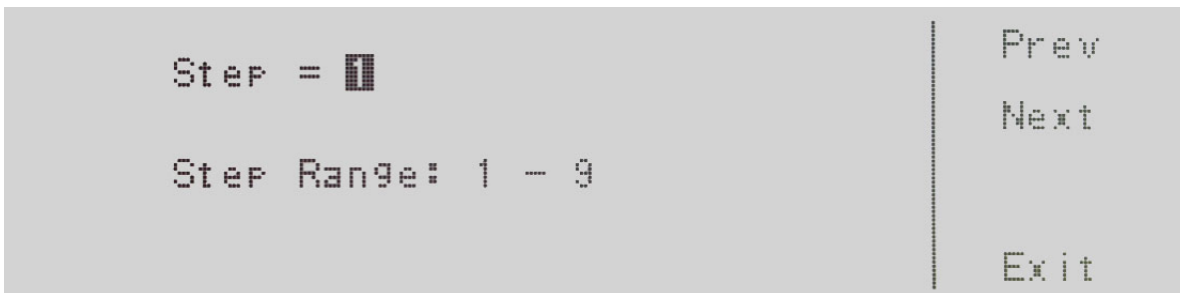 Step = 1
Step Range: 1 - 9
Prev
Next
Exit